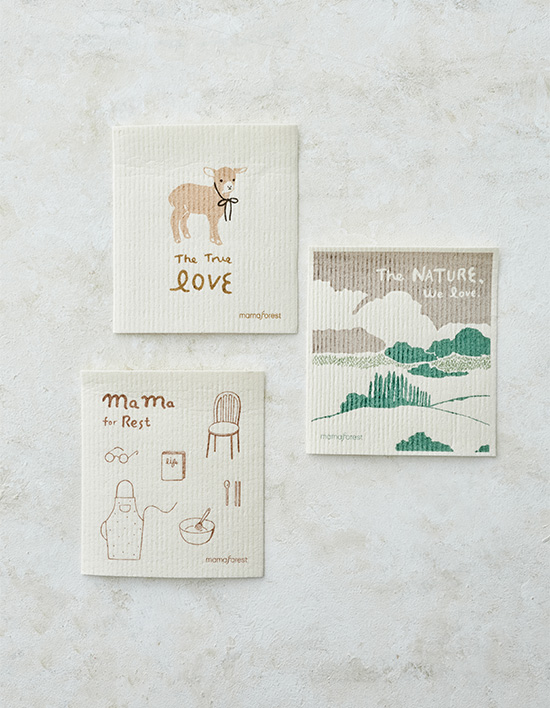 The True
LOVE
mamaforest
The NATURE,
We love.
mamaforest
MaMa
for Rest
life
mamaforest